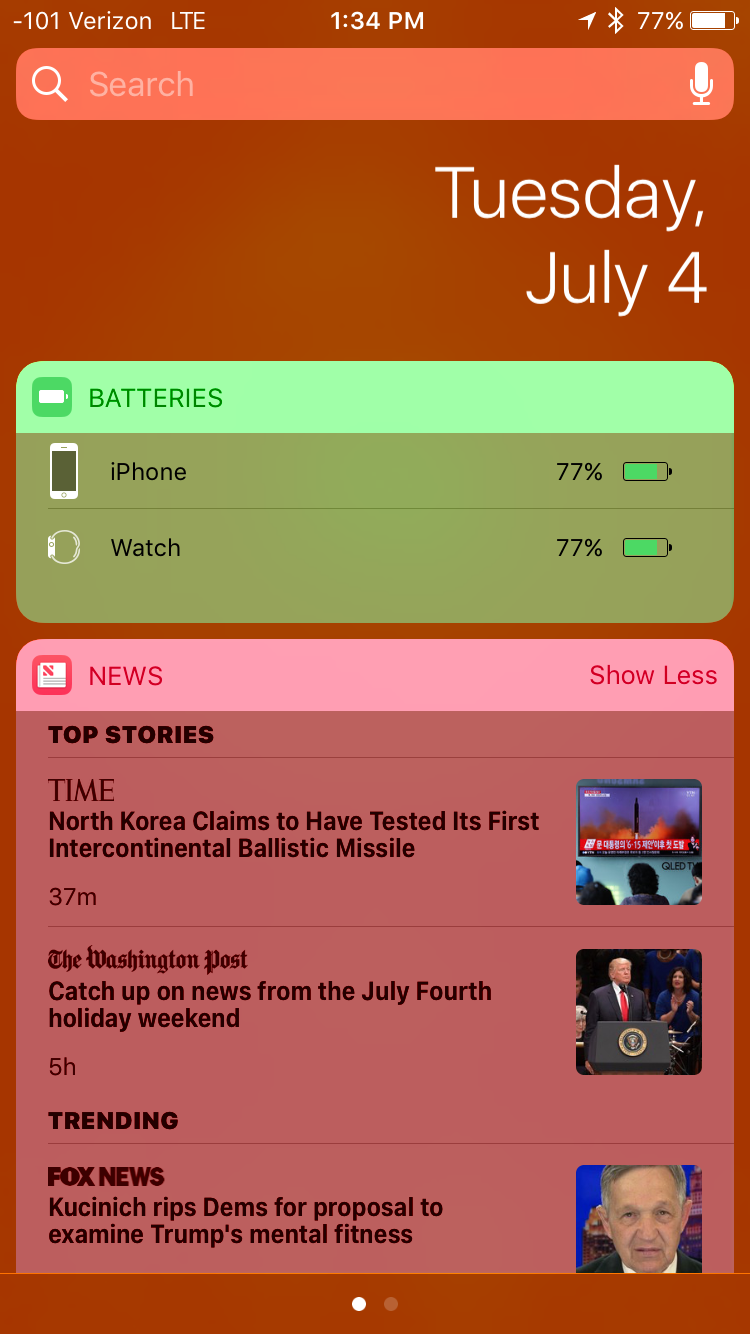 -101 Verizon LTE 1:34 PM 77%
Search
Tuesday,
July 4
BATTERIES
iPhone 77%
Watch 77%
NEWS Show Less
TOP STORIES
TIME
North Korea Claims to Have Tested Its First
Intercontinental Ballistic Missile
37m
QLED TV
The Washington Post
Catch up on news from the July Fourth
holiday weekend
5h
TRENDING
FOX NEWS
Kucinich rips Dems for proposal to
examine Trump's mental fitness